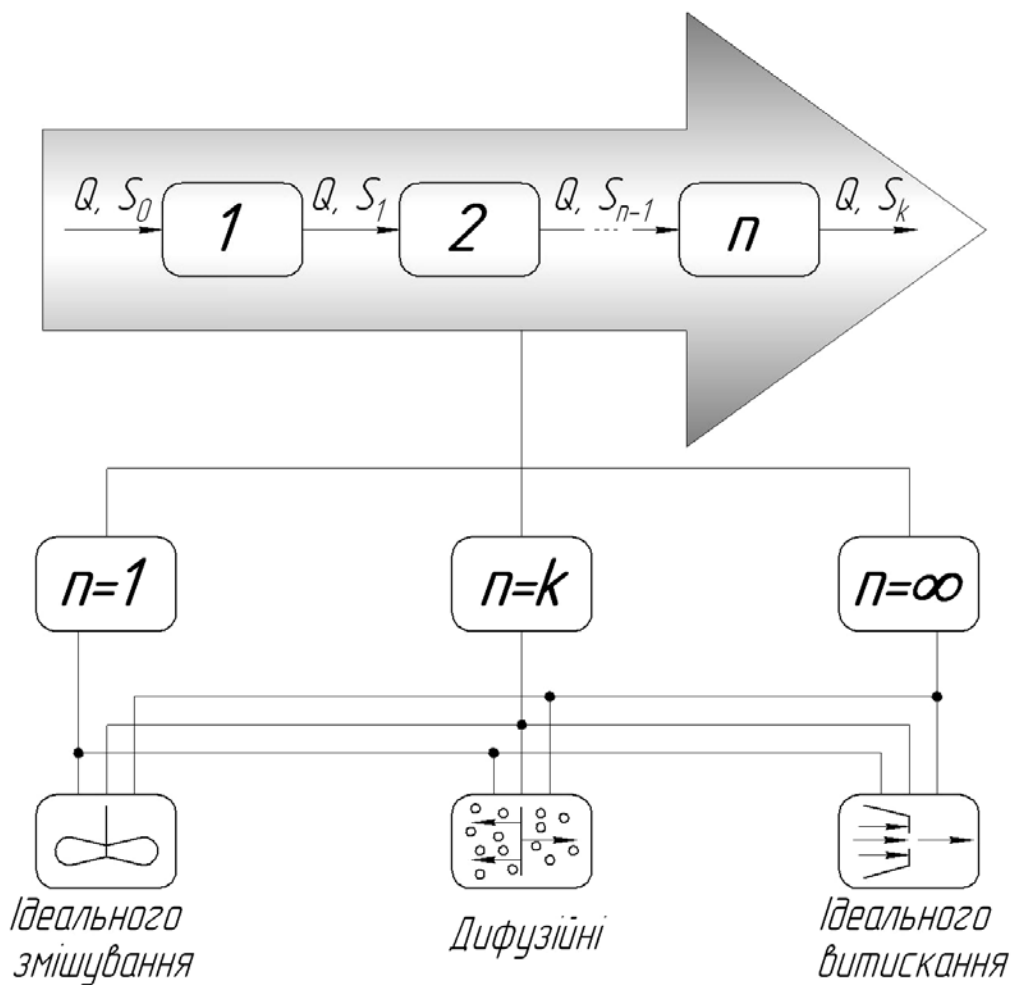 Q, S₀ Q, S₁ Q, Sₙ₋₁ Q, Sₖ
1 2 ... n
n=1 n=k n=∞
Ідеального
змішування
Дифузійні
Ідеального
витискання